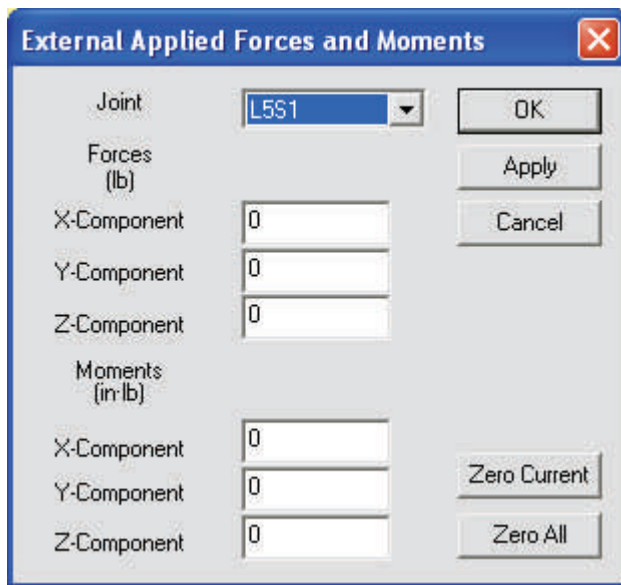 External Applied Forces and Moments
Joint
L5S1
OK
Forces
(lb)
Apply
X-Component
0
Cancel
Y-Component
0
Z-Component
0
Moments
(in·lb)
X-Component
0
Y-Component
0
Zero Current
Z-Component
0
Zero All